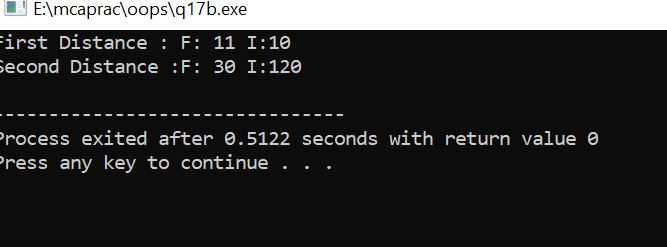 E:\mcaprac\oops\q17b.exe
First Distance : F: 11 I:10
Second Distance :F: 30 I:120
--------------------------------
Process exited after 0.5122 seconds with return value 0
Press any key to continue . . .